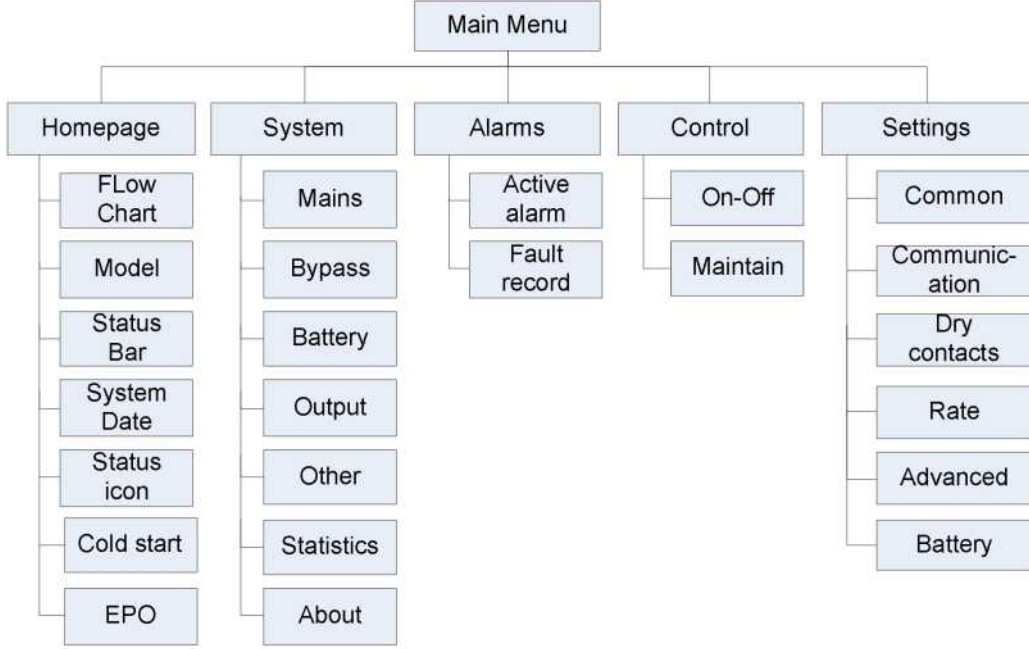 Main Menu
Homepage
System
Alarms
Control
Settings
FLow
Chart
Model
Status
Bar
System
Date
Status
icon
Cold start
EPO
Mains
Bypass
Battery
Output
Other
Statistics
About
Active
alarm
Fault
record
On-Off
Maintain
Common
Communic-
ation
Dry
contacts
Rate
Advanced
Battery